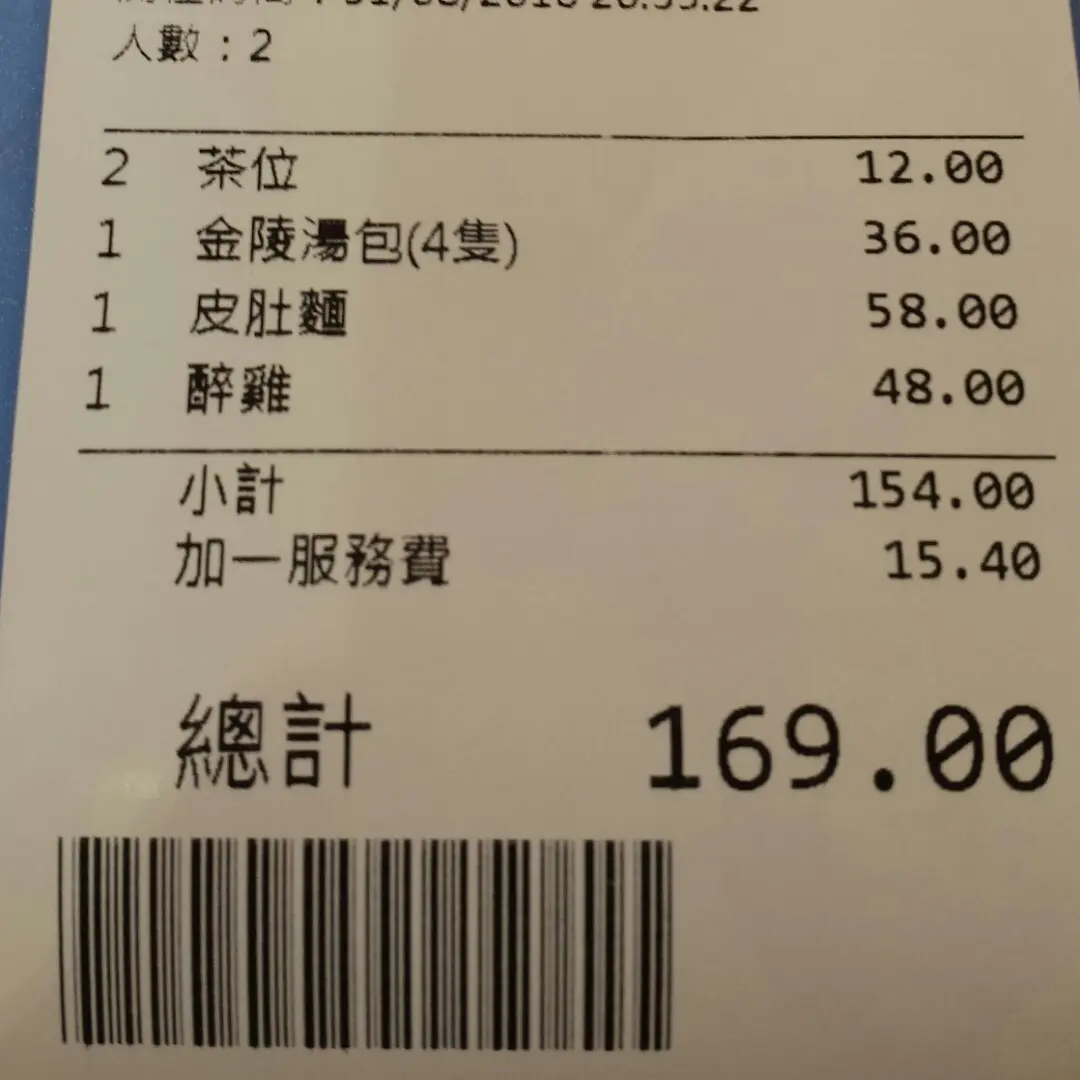 人數：2
2 茶位 12.00
1 金陵湯包(4隻) 36.00
1 皮肚麵 58.00
1 醉雞 48.00
小計 154.00
加一服務費 15.40
總計 169.00